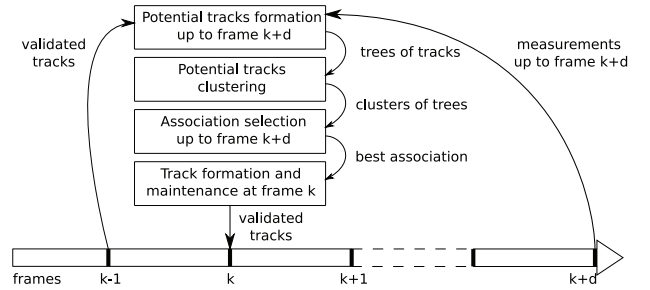 Potential tracks formation
up to frame k+d
validated
tracks
trees of tracks
measurements
up to frame k+d
Potential tracks
clustering
clusters of trees
Association selection
up to frame k+d
best association
Track formation and
maintenance at frame k
validated
tracks
frames
k-1
k
k+1
k+d